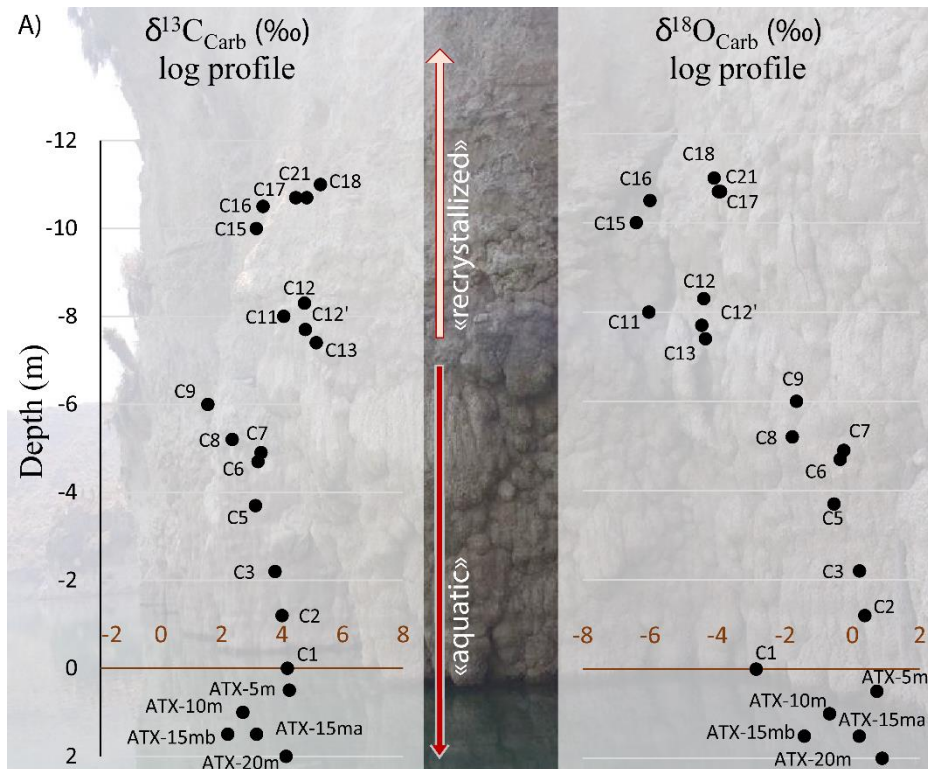 A)
δ¹³C_Carb (‰)
log profile
δ¹⁸O_Carb (‰)
log profile
Depth (m)
-12
-10
-8
-6
-4
-2
0
2
-2 0 2 4 6 8
C18
C21
C17
C16
C15
C12
C12'
C11
C13
C9
C7
C8
C6
C5
C3
C2
C1
ATX-5m
ATX-10m
ATX-15mb
ATX-15ma
ATX-20m
«recrystallized»
«aquatic»
-8 -6 -4 -2 0 2
C18
C21
C16
C17
C15
C12
C12'
C11
C13
C9
C7
C8
C6
C5
C3
C2
C1
ATX-5m
ATX-10m
ATX-15mb
ATX-15ma
ATX-20m